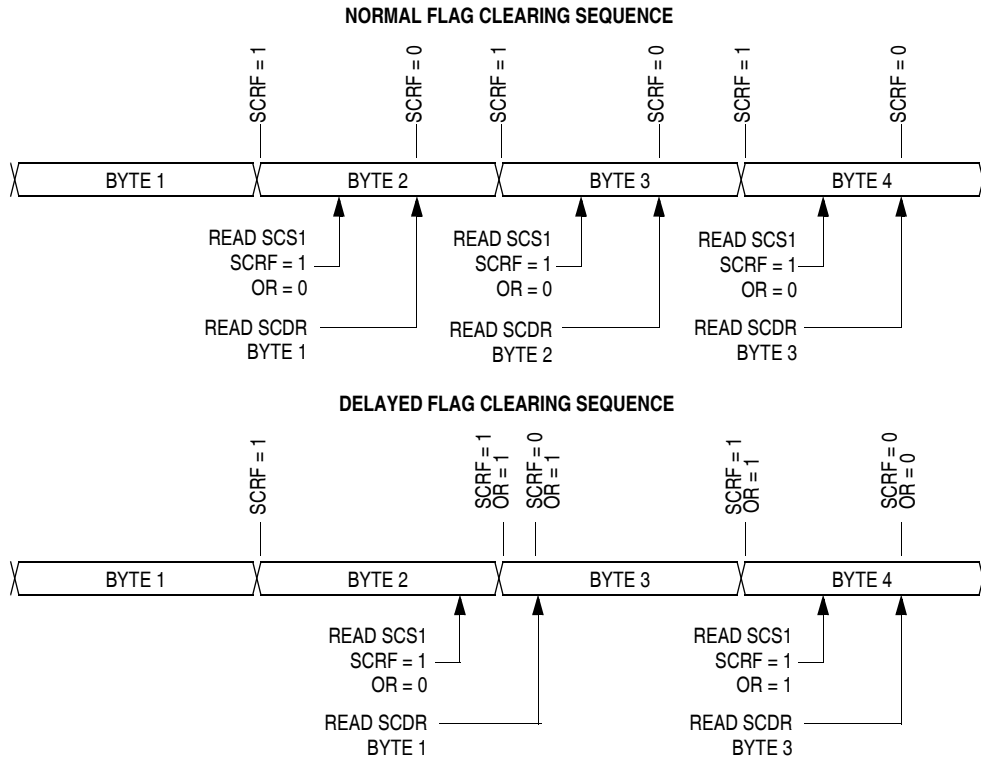 NORMAL FLAG CLEARING SEQUENCE
SCRF = 1
SCRF = 0
SCRF = 1
SCRF = 0
SCRF = 1
SCRF = 0
BYTE 1
BYTE 2
BYTE 3
BYTE 4
READ SCS1
SCRF = 1
OR = 0
READ SCDR
BYTE 1
READ SCS1
SCRF = 1
OR = 0
READ SCDR
BYTE 2
READ SCS1
SCRF = 1
OR = 0
READ SCDR
BYTE 3
DELAYED FLAG CLEARING SEQUENCE
SCRF = 1
SCRF = 1
OR = 1
SCRF = 0
OR = 1
SCRF = 1
OR = 1
SCRF = 0
OR = 0
BYTE 1
BYTE 2
BYTE 3
BYTE 4
READ SCS1
SCRF = 1
OR = 0
READ SCDR
BYTE 1
READ SCS1
SCRF = 1
OR = 1
READ SCDR
BYTE 3